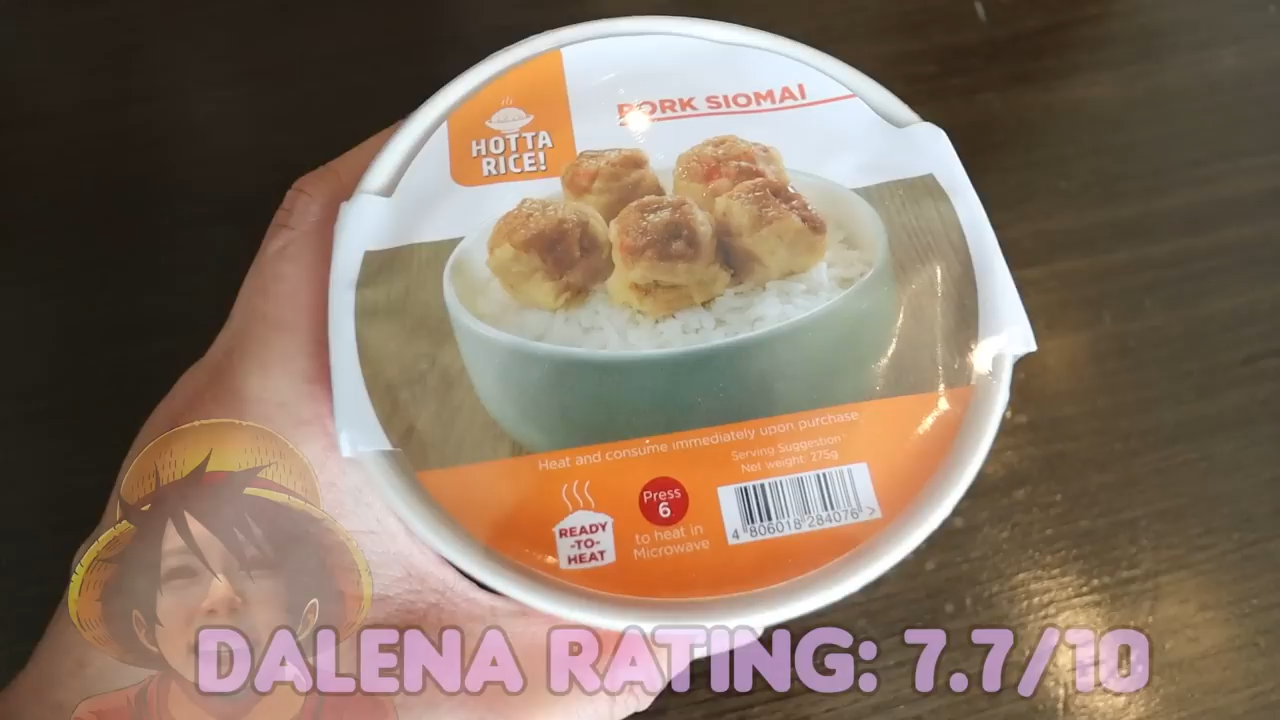 PORK SIOMAI
HOTTA
RICE!
Heat and consume immediately upon purchase
Serving Suggestion
Net weight: 275g
READY
-TO-
HEAT
Press
6
to heat in
Microwave
4 806018 284076 >
DALENA RATING: 7.7/10